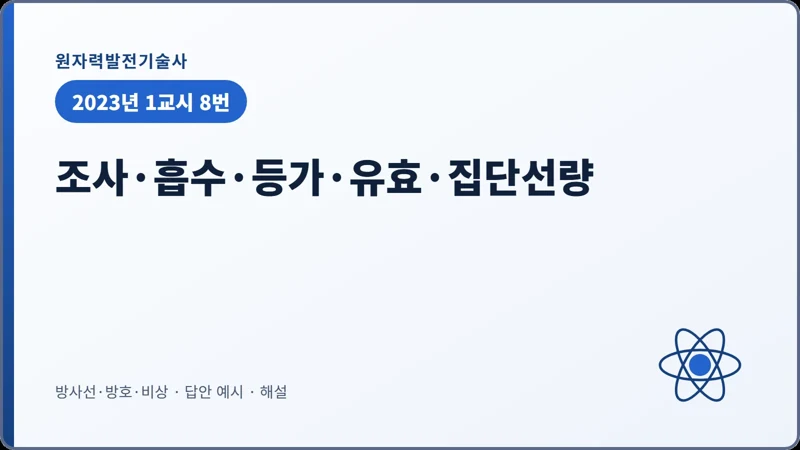 원자력발전기술사
2023년 1교시 8번
조사·흡수·등가·유효·집단선량
방사선·방호·비상 · 답안 예시 · 해설